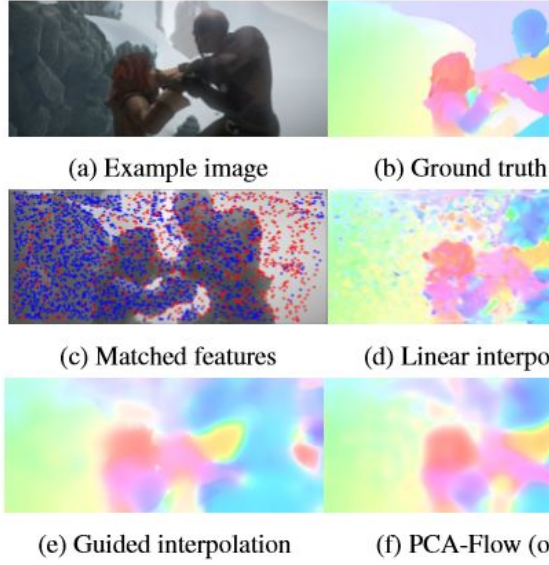 (a) Example image
(b) Ground truth
(c) Matched features
(d) Linear interpo
(e) Guided interpolation
(f) PCA-Flow (o